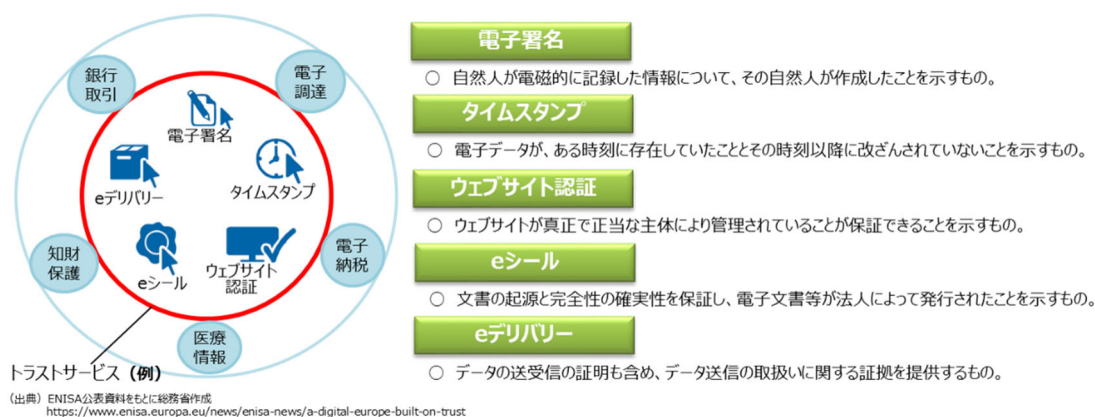 銀行
取引
電子
調達
電子署名
eデリバリー
タイムスタンプ
知財
保護
eシール
ウェブサイト
認証
電子
納税
医療
情報
トラストサービス（例）
（出典）ENISA公表資料をもとに総務省作成
https://www.enisa.europa.eu/news/enisa-news/a-digital-europe-built-on-trust
電子署名
○ 自然人が電磁的に記録した情報について、その自然人が作成したことを示すもの。
タイムスタンプ
○ 電子データが、ある時刻に存在していたこととその時刻以降に改ざんされていないことを示すもの。
ウェブサイト認証
○ ウェブサイトが真正で正当な主体により管理されていることが保証できることを示すもの。
eシール
○ 文書の起源と完全性の確実性を保証し、電子文書等が法人によって発行されたことを示すもの。
eデリバリー
○ データの送受信の証明も含め、データ送信の取扱いに関する証拠を提供するもの。